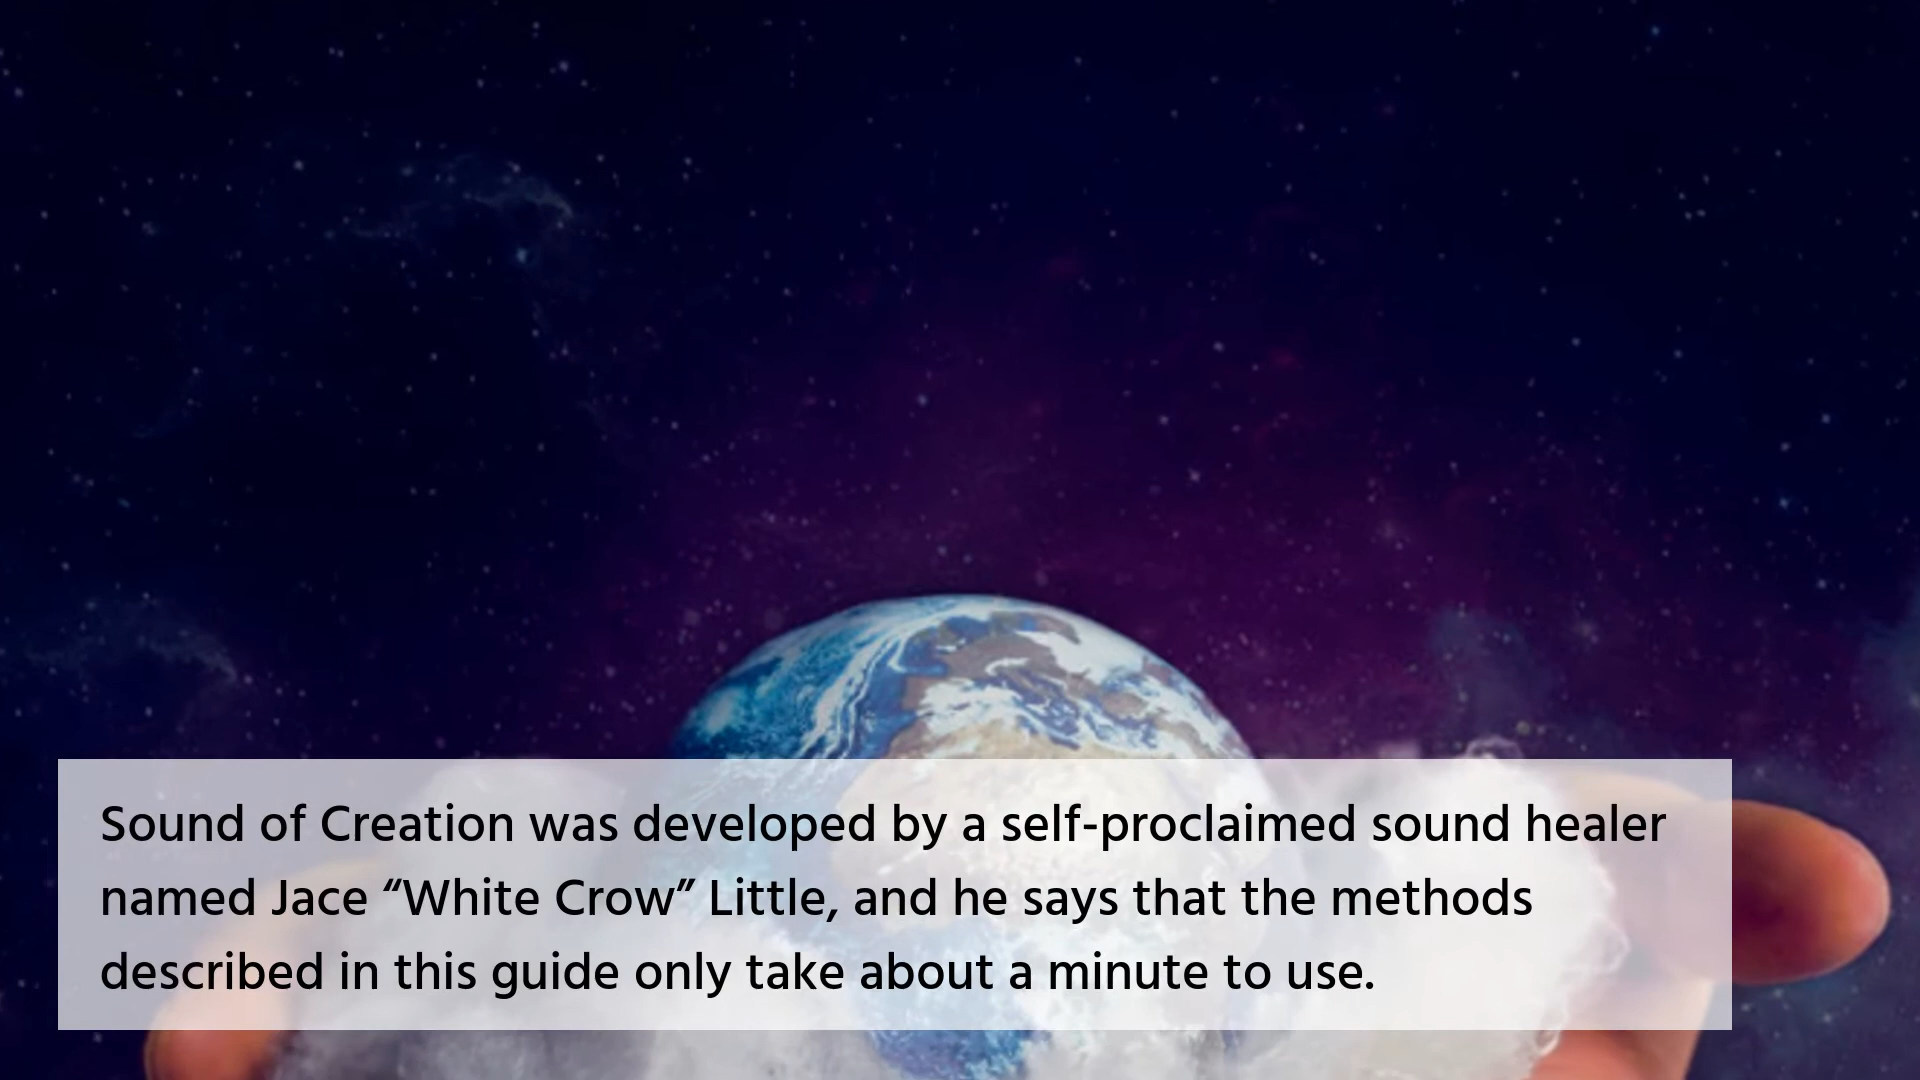 Sound of Creation was developed by a self-proclaimed sound healer
named Jace “White Crow” Little, and he says that the methods
described in this guide only take about a minute to use.